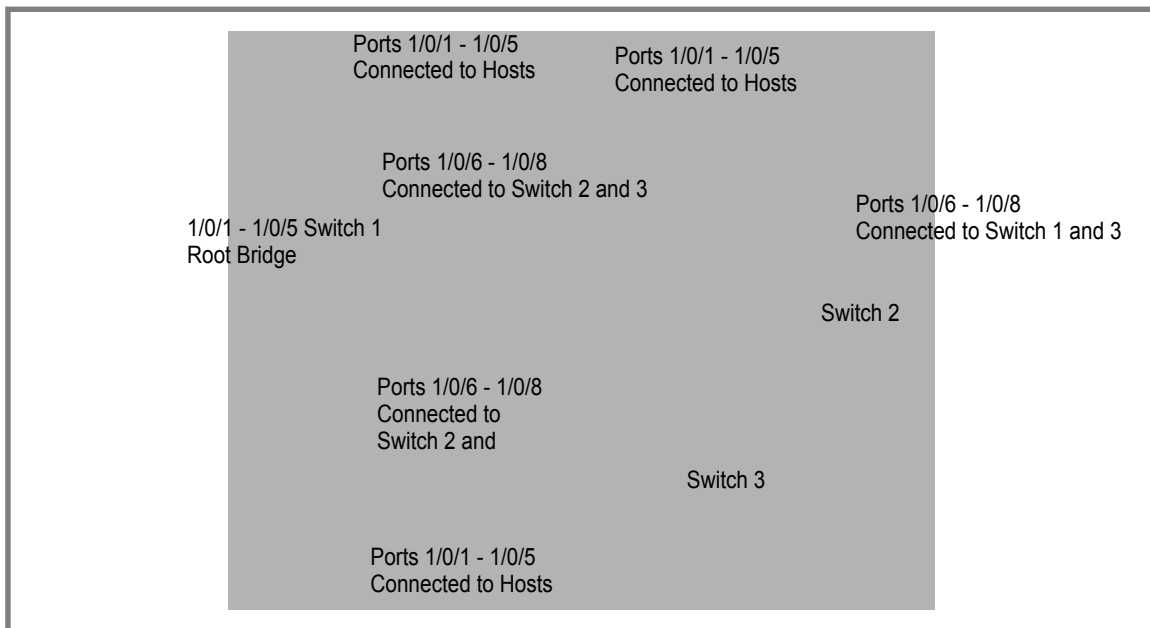 Ports 1/0/1 - 1/0/5
Connected to Hosts
Ports 1/0/1 - 1/0/5
Connected to Hosts
Ports 1/0/6 - 1/0/8
Connected to Switch 2 and 3
Ports 1/0/6 - 1/0/8
Connected to Switch 1 and 3
1/0/1 - 1/0/5 Switch 1
Root Bridge
Switch 2
Ports 1/0/6 - 1/0/8
Connected to
Switch 2 and
Switch 3
Ports 1/0/1 - 1/0/5
Connected to Hosts